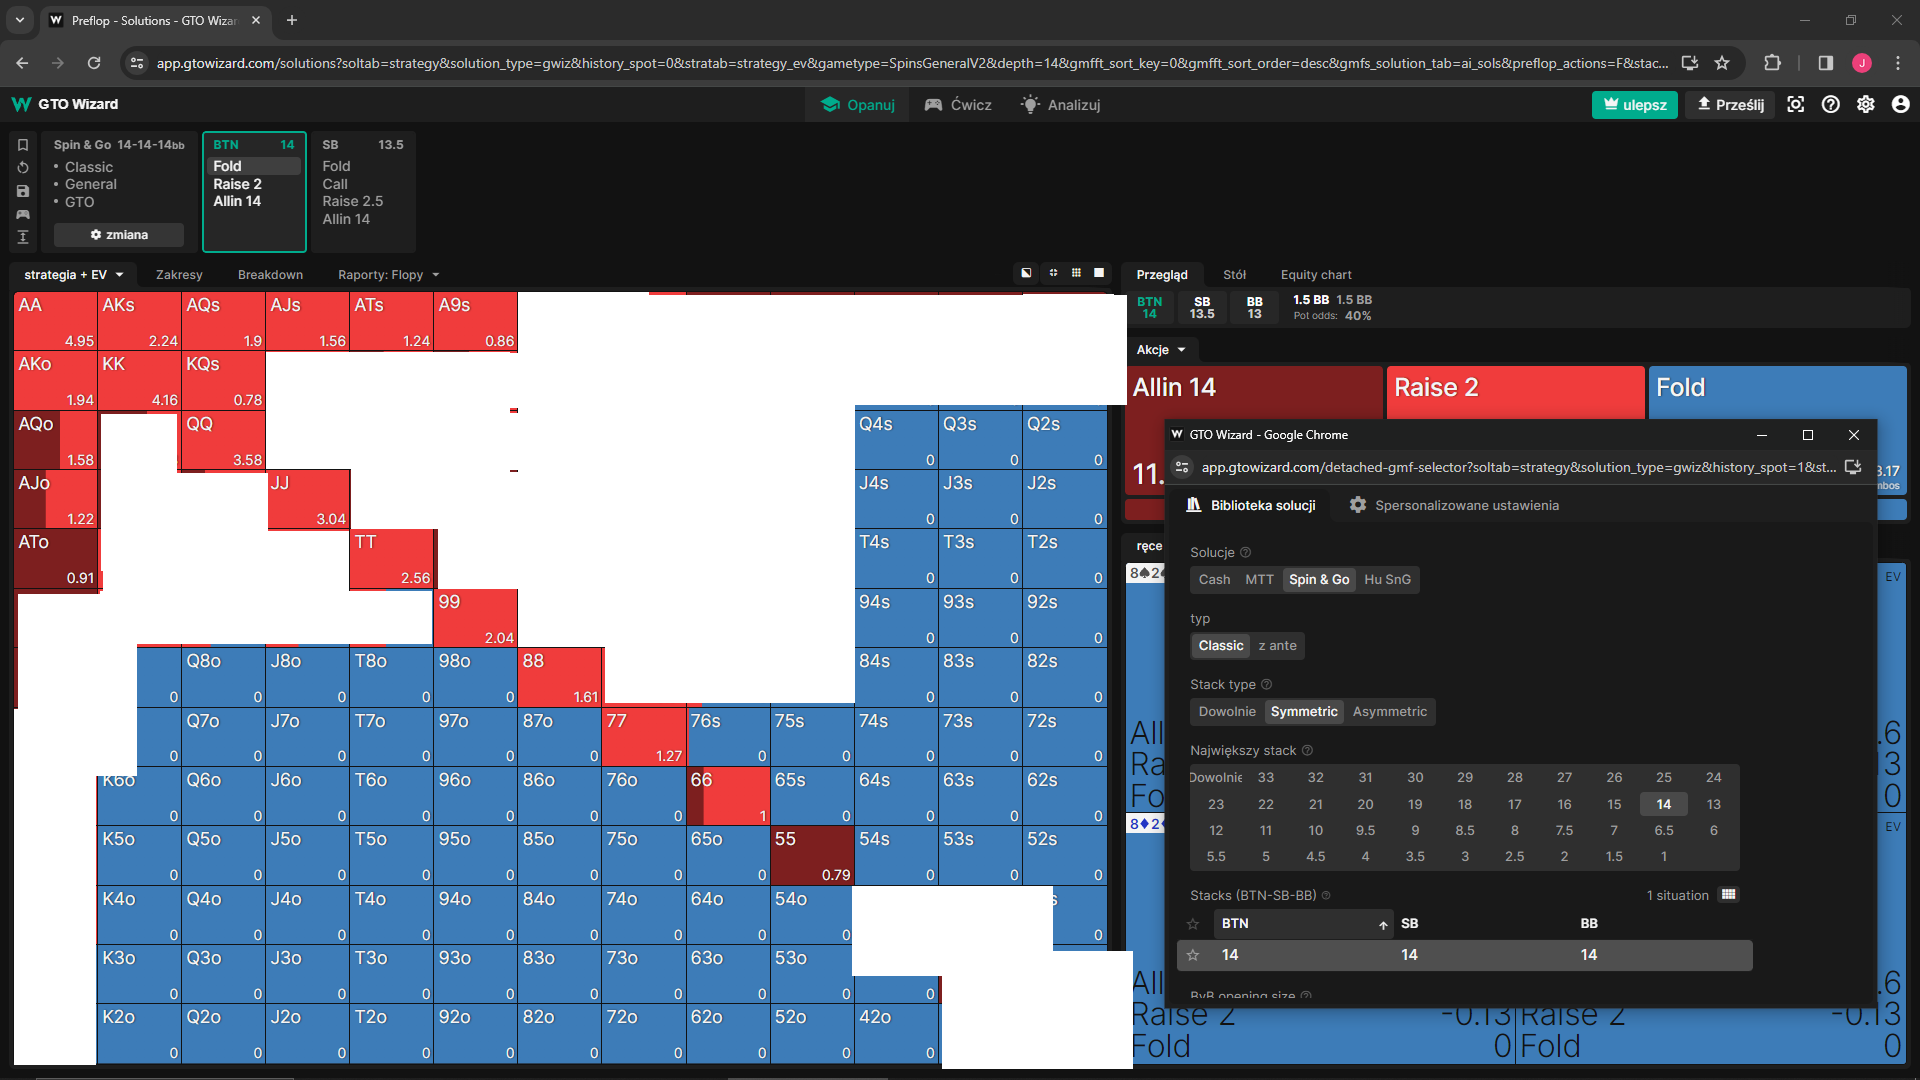 Preflop - Solutions - GTO Wizar
app.gtowizard.com/solutions?soltab=strategy&solution_type=gwiz&history_spot=0&stratab=strategy_ev&gametype=SpinsGeneralV2&depth=14&gmfft_sort_key=0&gmfft_sort_order=desc&gmfs_solution_tab=ai_sols&preflop_actions=F&stac...
J
GTO Wizard
Opanuj
Ćwicz
Analizuj
ulepsz
Prześlij
Spin & Go 14-14-14bb
• Classic
• General
• GTO
zmiana
BTN 14
Fold
Raise 2
Allin 14
SB 13.5
Fold
Call
Raise 2.5
Allin 14
strategia + EV
Zakresy
Breakdown
Raporty: Flopy
AA AKs AQs AJs ATs A9s
4.95 2.24 1.9 1.56 1.24 0.86
AKo KK KQs
1.94 4.16 0.78
AQo QQ Q4s Q3s Q2s
1.58 3.58 0 0 0
AJo JJ J4s J3s J2s
1.22 3.04 0 0 0
ATo TT T4s T3s T2s
0.91 2.56 0 0 0
99 94s 93s 92s
2.04 0 0 0
Q8o J8o T8o 98o 88 84s 83s 82s
0 0 0 0 0 1.61 0 0 0
Q7o J7o T7o 97o 87o 77 76s 75s 74s 73s 72s
0 0 0 0 0 0 1.27 0 0 0 0 0
K6o Q6o J6o T6o 96o 86o 76o 66 65s 64s 63s 62s
0 0 0 0 0 0 0 1 0 0 0 0
K5o Q5o J5o T5o 95o 85o 75o 65o 55 54s 53s 52s
0 0 0 0 0 0 0 0 0.79 0 0 0
K4o Q4o J4o T4o 94o 84o 74o 64o 54o
0 0 0 0 0 0 0 0 0 0
K3o Q3o J3o T3o 93o 83o 73o 63o 53o
0 0 0 0 0 0 0 0 0 0
K2o Q2o J2o T2o 92o 82o 72o 62o 52o 42o
0 0 0 0 0 0 0 0 0 0
Przegląd
Stół
Equity chart
BTN 14
SB 13.5
BB 13
1.5 BB 1.5 BB
Pot odds: 40%
Akcje
Allin 14
Raise 2
Fold
11.
3.17
mbos
ręce
8♠2
EV
All .6
Ra 13
Fo 0
8♦2
EV
All .6
Raise 2 -0.13 Raise 2 -0.13
Fold 0 Fold 0
GTO Wizard - Google Chrome
app.gtowizard.com/detached-gmf-selector?soltab=strategy&solution_type=gwiz&history_spot=1&st...
Biblioteka solucji
Spersonalizowane ustawienia
Solucje
Cash MTT Spin & Go Hu SnG
typ
Classic z ante
Stack type
Dowolnie Symmetric Asymmetric
Największy stack
Dowolnie 33 32 31 30 29 28 27 26 25 24
23 22 21 20 19 18 17 16 15 14 13
12 11 10 9.5 9 8.5 8 7.5 7 6.5 6
5.5 5 4.5 4 3.5 3 2.5 2 1.5 1
Stacks (BTN-SB-BB) 1 situation
BTN SB BB
14 14 14
BvB opening size